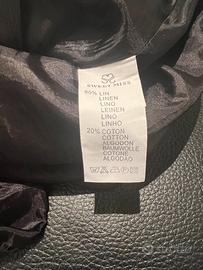 SWEET MISS
80% LIN
LINEN
LINO
LEINEN
LINO
LINHO
20% COTON
COTTON
ALGODON
BAUMWOLLE
COTONE
ALGODÃO